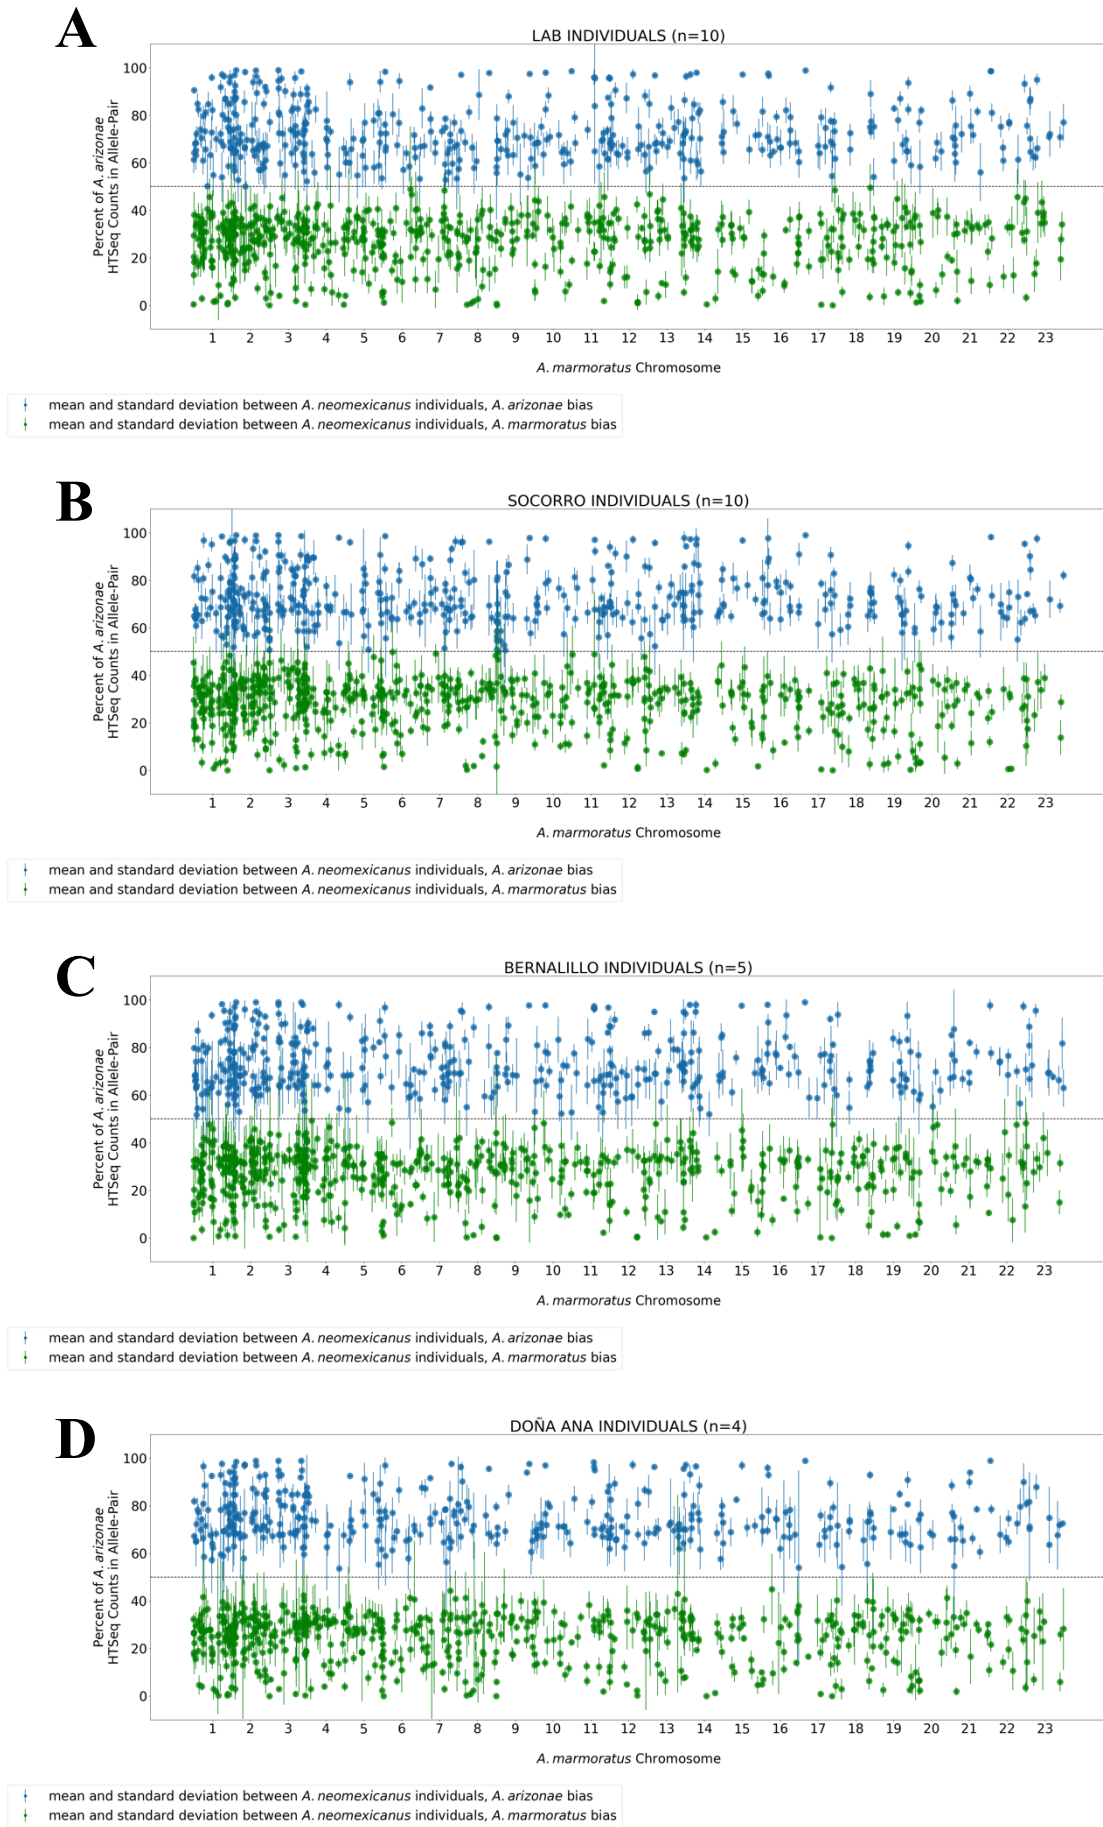 A
LAB INDIVIDUALS (n=10)
Percent of A. arizonae
HTSeq Counts in Allele-Pair
100
80
60
40
20
0
1 2 3 4 5 6 7 8 9 10 11 12 13 14 15 16 17 18 19 20 21 22 23
A. marmoratus Chromosome
mean and standard deviation between A. neomexicanus individuals, A. arizonae bias
mean and standard deviation between A. neomexicanus individuals, A. marmoratus bias
B
SOCORRO INDIVIDUALS (n=10)
Percent of A. arizonae
HTSeq Counts in Allele-Pair
100
80
60
40
20
0
1 2 3 4 5 6 7 8 9 10 11 12 13 14 15 16 17 18 19 20 21 22 23
A. marmoratus Chromosome
mean and standard deviation between A. neomexicanus individuals, A. arizonae bias
mean and standard deviation between A. neomexicanus individuals, A. marmoratus bias
C
BERNALILLO INDIVIDUALS (n=5)
Percent of A. arizonae
HTSeq Counts in Allele-Pair
100
80
60
40
20
0
1 2 3 4 5 6 7 8 9 10 11 12 13 14 15 16 17 18 19 20 21 22 23
A. marmoratus Chromosome
mean and standard deviation between A. neomexicanus individuals, A. arizonae bias
mean and standard deviation between A. neomexicanus individuals, A. marmoratus bias
D
DOÑA ANA INDIVIDUALS (n=4)
Percent of A. arizonae
HTSeq Counts in Allele-Pair
100
80
60
40
20
0
1 2 3 4 5 6 7 8 9 10 11 12 13 14 15 16 17 18 19 20 21 22 23
A. marmoratus Chromosome
mean and standard deviation between A. neomexicanus individuals, A. arizonae bias
mean and standard deviation between A. neomexicanus individuals, A. marmoratus bias